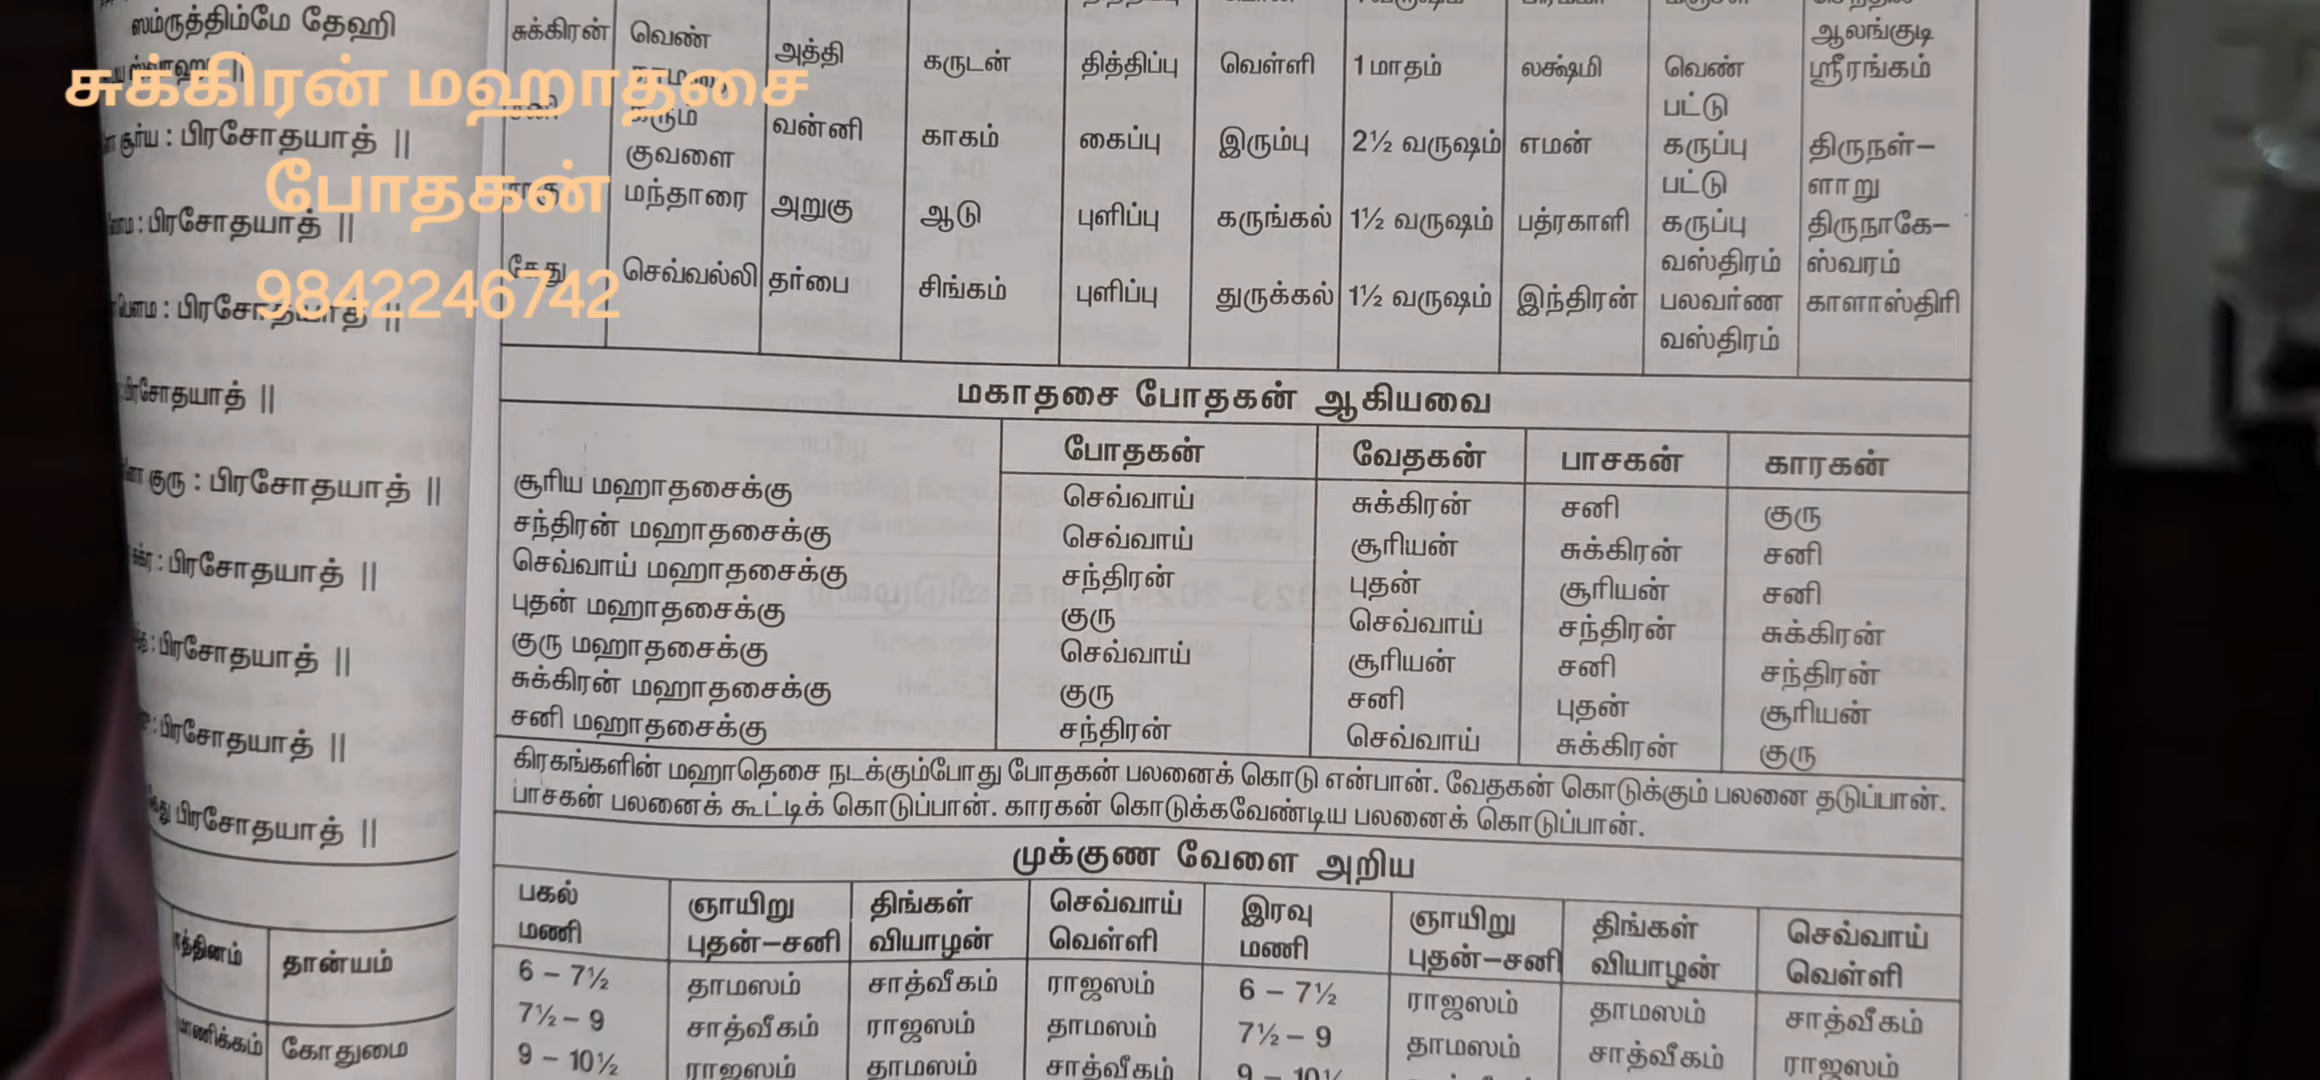 ஸம்ருத்திம்மே தேஹி
சூர்ய : பிரசோதயாத் ||
: பிரசோதயாத் ||
: பிரசோதயாத் ||
||
குரு : பிரசோதயாத் ||
: பிரசோதயாத் ||
: பிரசோதயாத் ||
: பிரசோதயாத் ||
பிரசோதயாத் ||
தான்யம்
கோதுமை
சுக்கிரன் மஹாதசை
போதகன்
9842246742
ஆலங்குடி
சுக்கிரன் வெண் அத்தி கருடன் தித்திப்பு வெள்ளி 1 மாதம் லக்ஷ்மி வெண் ஸ்ரீரங்கம்
பட்டு
கரும் வன்னி காகம் கைப்பு இரும்பு 2½ வருஷம் எமன் கருப்பு திருநள்-
குவளை பட்டு ளாறு
மந்தாரை அறுகு ஆடு புளிப்பு கருங்கல் 1½ வருஷம் பத்ரகாளி கருப்பு திருநாகே-
வஸ்திரம் ஸ்வரம்
கேது செவ்வல்லி தர்பை சிங்கம் புளிப்பு துருக்கல் 1½ வருஷம் இந்திரன் பலவர்ண காளாஸ்திரி
வஸ்திரம்
மகாதசை போதகன் ஆகியவை
போதகன் வேதகன் பாசகன் காரகன்
சூரிய மஹாதசைக்கு செவ்வாய் சுக்கிரன் சனி குரு
சந்திரன் மஹாதசைக்கு செவ்வாய் சூரியன் சுக்கிரன் சனி
செவ்வாய் மஹாதசைக்கு சந்திரன் புதன் சூரியன் சனி
புதன் மஹாதசைக்கு குரு செவ்வாய் சந்திரன் சுக்கிரன்
குரு மஹாதசைக்கு செவ்வாய் சூரியன் சனி சந்திரன்
சுக்கிரன் மஹாதசைக்கு குரு சனி புதன் சூரியன்
சனி மஹாதசைக்கு சந்திரன் செவ்வாய் சுக்கிரன் குரு
கிரகங்களின் மஹாதெசை நடக்கும்போது போதகன் பலனைக் கொடு என்பான். வேதகன் கொடுக்கும் பலனை தடுப்பான்.
பாசகன் பலனைக் கூட்டிக் கொடுப்பான். காரகன் கொடுக்கவேண்டிய பலனைக் கொடுப்பான்.
முக்குண வேளை அறிய
பகல் ஞாயிறு திங்கள் செவ்வாய் இரவு ஞாயிறு திங்கள் செவ்வாய்
மணி புதன்-சனி வியாழன் வெள்ளி மணி புதன்-சனி வியாழன் வெள்ளி
6 - 7½ தாமஸம் சாத்வீகம் ராஜஸம் 6 - 7½ ராஜஸம் தாமஸம் சாத்வீகம்
7½ - 9 சாத்வீகம் ராஜஸம் தாமஸம் 7½ - 9 தாமஸம் சாத்வீகம் ராஜஸம்
9 - 10½ ராஜஸம் தாமஸம் சாத்வீகம்